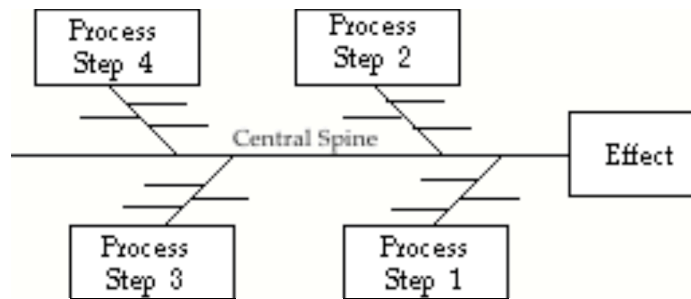 Process
Step 4
Process
Step 2
Central Spine
Effect
Process
Step 3
Process
Step 1